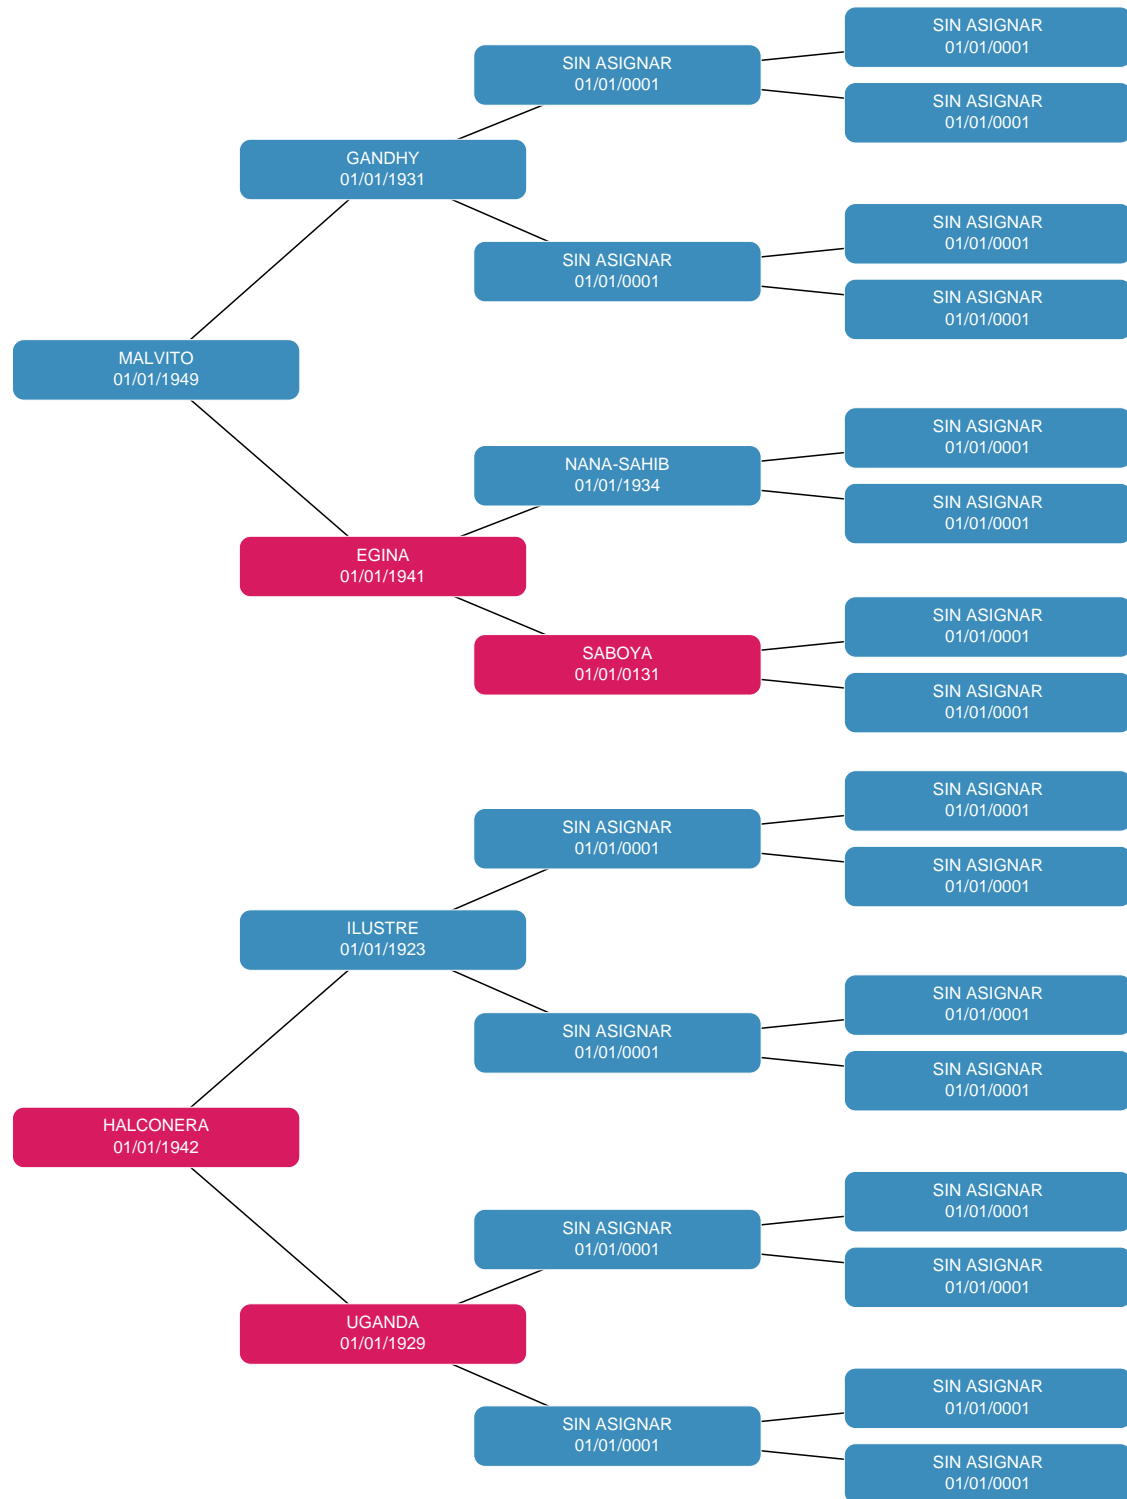 SIN ASIGNAR
01/01/0001
SIN ASIGNAR
01/01/0001
SIN ASIGNAR
01/01/0001
GANDHY
01/01/1931
SIN ASIGNAR
01/01/0001
SIN ASIGNAR
01/01/0001
SIN ASIGNAR
01/01/0001
MALVITO
01/01/1949
SIN ASIGNAR
01/01/0001
NANA-SAHIB
01/01/1934
SIN ASIGNAR
01/01/0001
EGINA
01/01/1941
SIN ASIGNAR
01/01/0001
SABOYA
01/01/0131
SIN ASIGNAR
01/01/0001
SIN ASIGNAR
01/01/0001
SIN ASIGNAR
01/01/0001
SIN ASIGNAR
01/01/0001
ILUSTRE
01/01/1923
SIN ASIGNAR
01/01/0001
SIN ASIGNAR
01/01/0001
SIN ASIGNAR
01/01/0001
HALCONERA
01/01/1942
SIN ASIGNAR
01/01/0001
SIN ASIGNAR
01/01/0001
SIN ASIGNAR
01/01/0001
UGANDA
01/01/1929
SIN ASIGNAR
01/01/0001
SIN ASIGNAR
01/01/0001
SIN ASIGNAR
01/01/0001